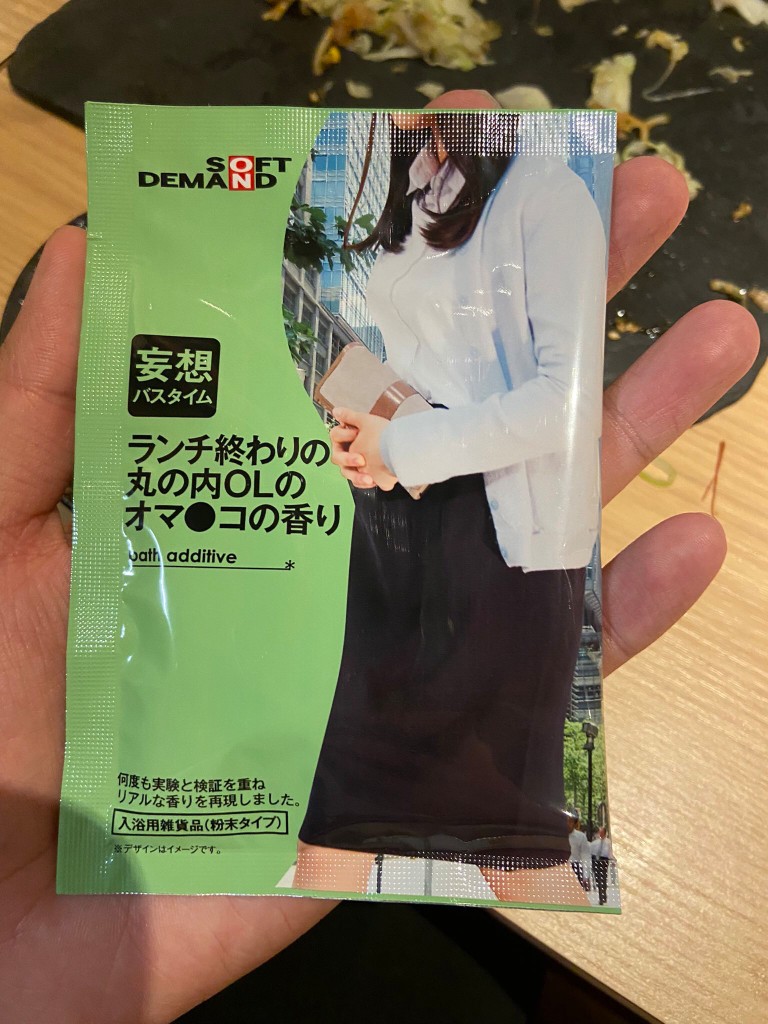 SOFT
ON
DEMAND
妄想
バスタイム
ランチ終わりの
丸の内OLの
オマ●コの香り
bath additive
*
何度も実験と検証を重ね
リアルな香りを再現しました。
入浴用雑貨品(粉末タイプ)
※デザインはイメージです。